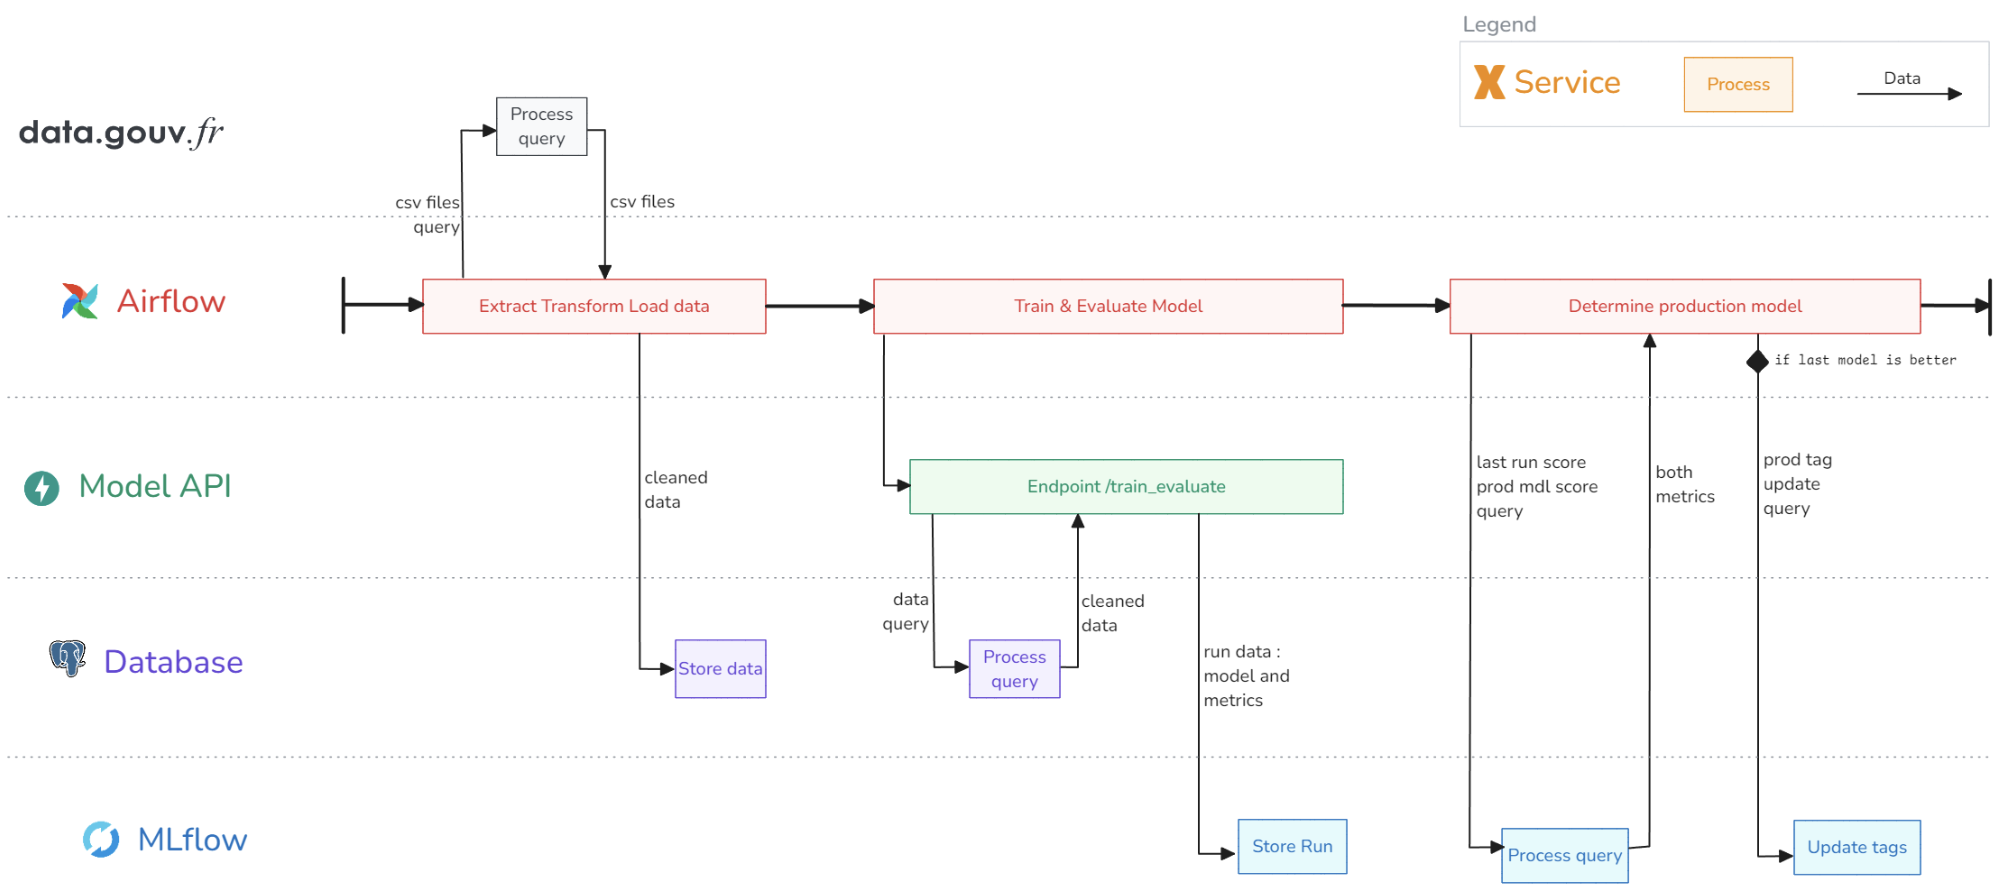 Legend
Service
Process
Data
data.gouv.fr
Process
query
csv files
query
csv files
Airflow
Extract Transform Load data
Train & Evaluate Model
Determine production model
if last model is better
Model API
cleaned
data
Endpoint /train_evaluate
last run score
prod mdl score
query
both
metrics
prod tag
update
query
Database
Store data
data
query
Process
query
cleaned
data
run data :
model and
metrics
MLflow
Store Run
Process query
Update tags